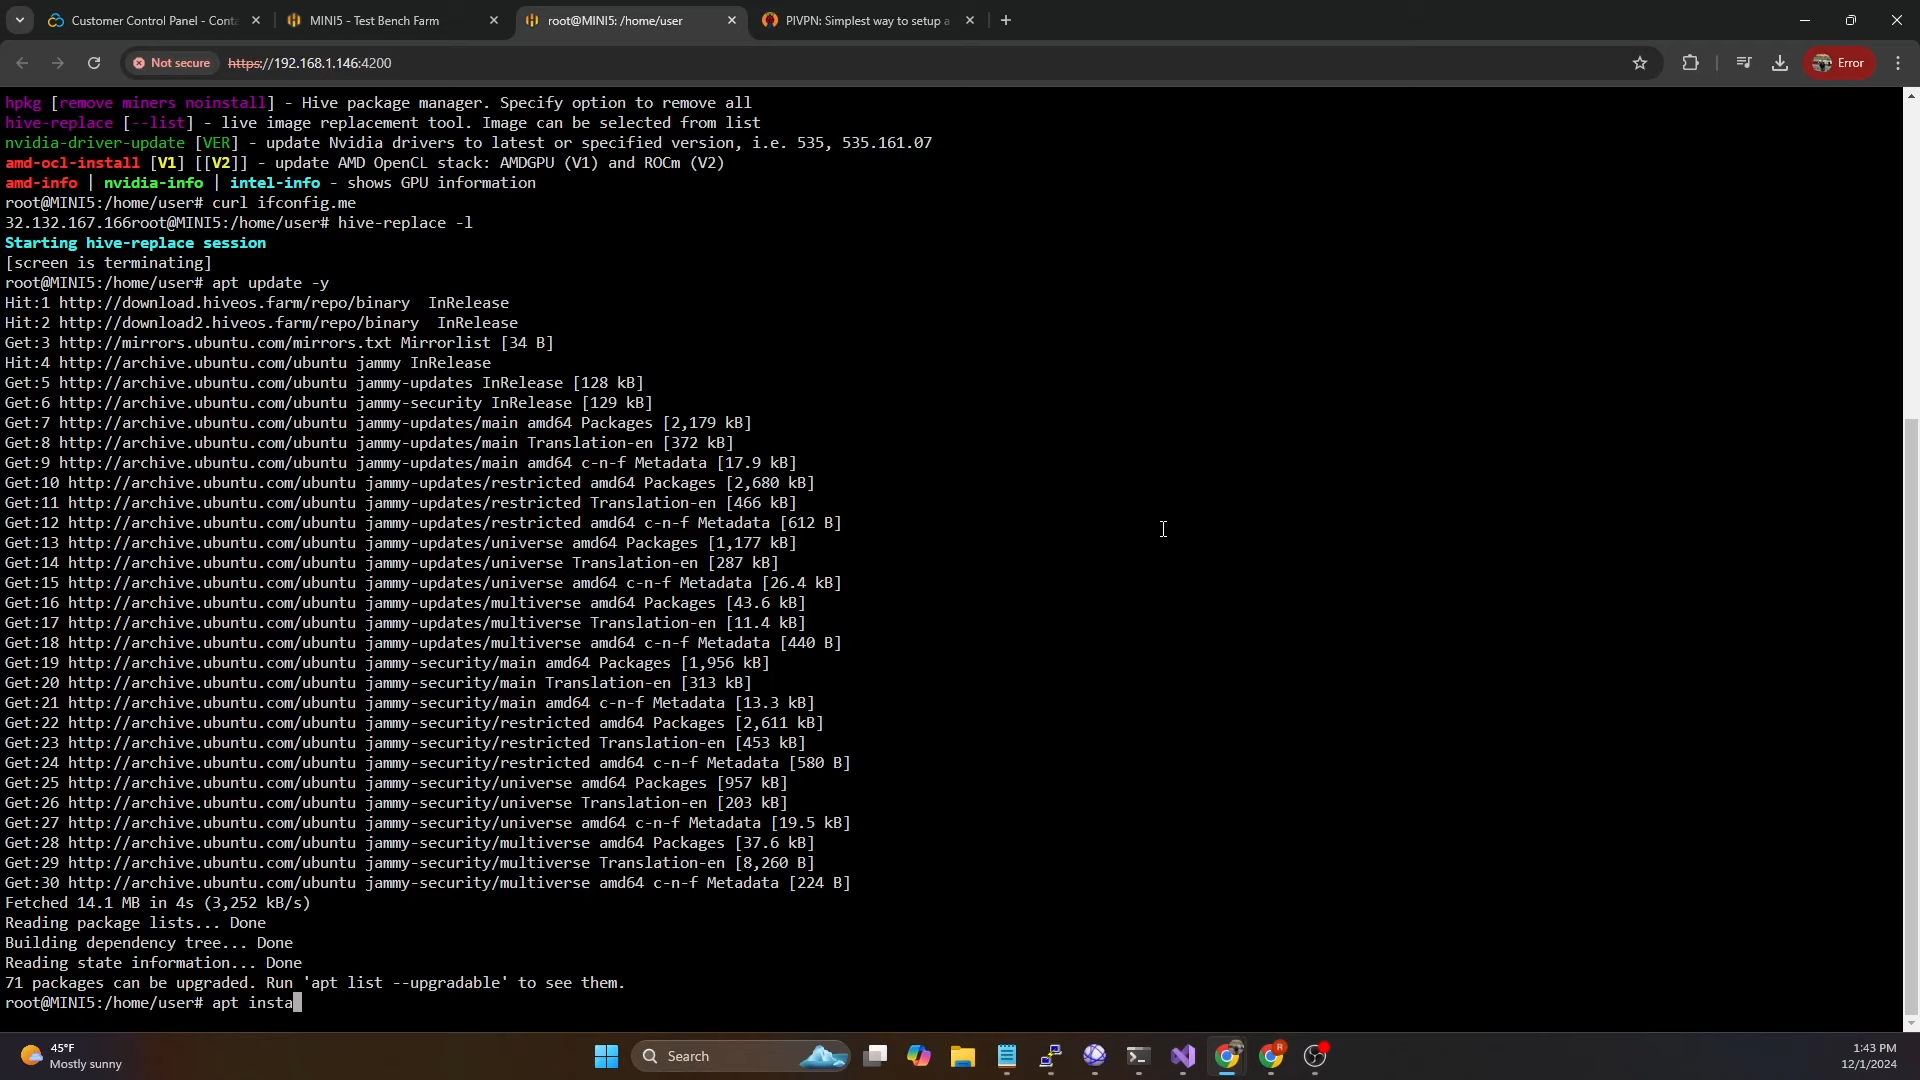 Customer Control Panel - Conta
MINI5 - Test Bench Farm
root@MINI5: /home/user
PIVPN: Simplest way to setup a
Not secure
https://192.168.1.146:4200
Error
hpkg [remove miners noinstall] - Hive package manager. Specify option to remove all
hive-replace [--list] - live image replacement tool. Image can be selected from list
nvidia-driver-update [VER] - update Nvidia drivers to latest or specified version, i.e. 535, 535.161.07
amd-ocl-install [V1] [[V2]] - update AMD OpenCL stack: AMDGPU (V1) and ROCm (V2)
amd-info | nvidia-info | intel-info - shows GPU information
root@MINI5:/home/user# curl ifconfig.me
32.132.167.166root@MINI5:/home/user# hive-replace -l
Starting hive-replace session
[screen is terminating]
root@MINI5:/home/user# apt update -y
Hit:1 http://download.hiveos.farm/repo/binary  InRelease
Hit:2 http://download2.hiveos.farm/repo/binary  InRelease
Get:3 http://mirrors.ubuntu.com/mirrors.txt Mirrorlist [34 B]
Hit:4 http://archive.ubuntu.com/ubuntu jammy InRelease
Get:5 http://archive.ubuntu.com/ubuntu jammy-updates InRelease [128 kB]
Get:6 http://archive.ubuntu.com/ubuntu jammy-security InRelease [129 kB]
Get:7 http://archive.ubuntu.com/ubuntu jammy-updates/main amd64 Packages [2,179 kB]
Get:8 http://archive.ubuntu.com/ubuntu jammy-updates/main Translation-en [372 kB]
Get:9 http://archive.ubuntu.com/ubuntu jammy-updates/main amd64 c-n-f Metadata [17.9 kB]
Get:10 http://archive.ubuntu.com/ubuntu jammy-updates/restricted amd64 Packages [2,680 kB]
Get:11 http://archive.ubuntu.com/ubuntu jammy-updates/restricted Translation-en [466 kB]
Get:12 http://archive.ubuntu.com/ubuntu jammy-updates/restricted amd64 c-n-f Metadata [612 B]
Get:13 http://archive.ubuntu.com/ubuntu jammy-updates/universe amd64 Packages [1,177 kB]
Get:14 http://archive.ubuntu.com/ubuntu jammy-updates/universe Translation-en [287 kB]
Get:15 http://archive.ubuntu.com/ubuntu jammy-updates/universe amd64 c-n-f Metadata [26.4 kB]
Get:16 http://archive.ubuntu.com/ubuntu jammy-updates/multiverse amd64 Packages [43.6 kB]
Get:17 http://archive.ubuntu.com/ubuntu jammy-updates/multiverse Translation-en [11.4 kB]
Get:18 http://archive.ubuntu.com/ubuntu jammy-updates/multiverse amd64 c-n-f Metadata [440 B]
Get:19 http://archive.ubuntu.com/ubuntu jammy-security/main amd64 Packages [1,956 kB]
Get:20 http://archive.ubuntu.com/ubuntu jammy-security/main Translation-en [313 kB]
Get:21 http://archive.ubuntu.com/ubuntu jammy-security/main amd64 c-n-f Metadata [13.3 kB]
Get:22 http://archive.ubuntu.com/ubuntu jammy-security/restricted amd64 Packages [2,611 kB]
Get:23 http://archive.ubuntu.com/ubuntu jammy-security/restricted Translation-en [453 kB]
Get:24 http://archive.ubuntu.com/ubuntu jammy-security/restricted amd64 c-n-f Metadata [580 B]
Get:25 http://archive.ubuntu.com/ubuntu jammy-security/universe amd64 Packages [957 kB]
Get:26 http://archive.ubuntu.com/ubuntu jammy-security/universe Translation-en [203 kB]
Get:27 http://archive.ubuntu.com/ubuntu jammy-security/universe amd64 c-n-f Metadata [19.5 kB]
Get:28 http://archive.ubuntu.com/ubuntu jammy-security/multiverse amd64 Packages [37.6 kB]
Get:29 http://archive.ubuntu.com/ubuntu jammy-security/multiverse Translation-en [8,260 B]
Get:30 http://archive.ubuntu.com/ubuntu jammy-security/multiverse amd64 c-n-f Metadata [224 B]
Fetched 14.1 MB in 4s (3,252 kB/s)
Reading package lists... Done
Building dependency tree... Done
Reading state information... Done
71 packages can be upgraded. Run 'apt list --upgradable' to see them.
root@MINI5:/home/user# apt insta
45°F
Mostly sunny
Search
1:43 PM
12/1/2024